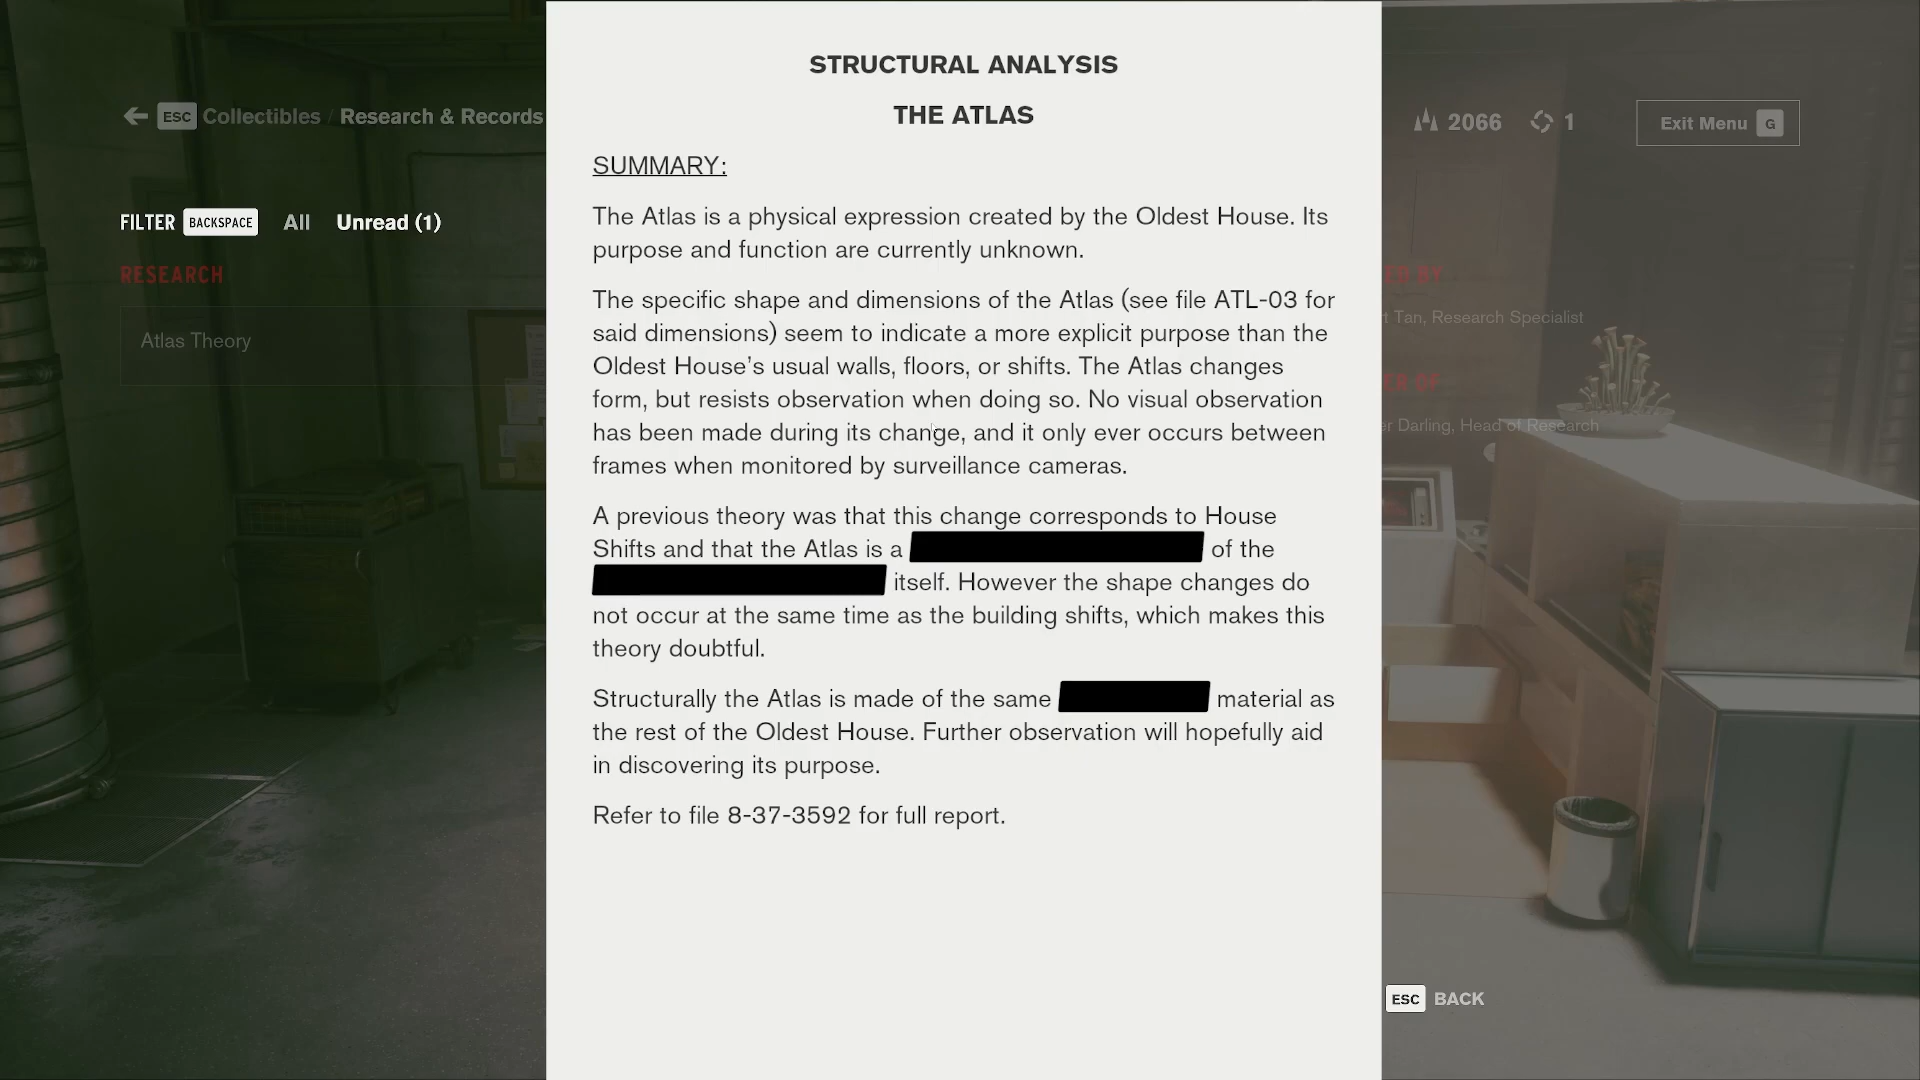 STRUCTURAL ANALYSIS
THE ATLAS
ESC Collectibles / Research & Records
2066 1 Exit Menu G
SUMMARY:
FILTER BACKSPACE All Unread (1)
The Atlas is a physical expression created by the Oldest House. Its
purpose and function are currently unknown.
RESEARCH
ED BY
Atlas Theory
Tan, Research Specialist
The specific shape and dimensions of the Atlas (see file ATL-03 for
said dimensions) seem to indicate a more explicit purpose than the
Oldest House's usual walls, floors, or shifts. The Atlas changes
form, but resists observation when doing so. No visual observation
has been made during its change, and it only ever occurs between
frames when monitored by surveillance cameras.
OF
Darling, Head of Research
A previous theory was that this change corresponds to House
Shifts and that the Atlas is a of the
itself. However the shape changes do
not occur at the same time as the building shifts, which makes this
theory doubtful.
Structurally the Atlas is made of the same material as
the rest of the Oldest House. Further observation will hopefully aid
in discovering its purpose.
Refer to file 8-37-3592 for full report.
ESC BACK